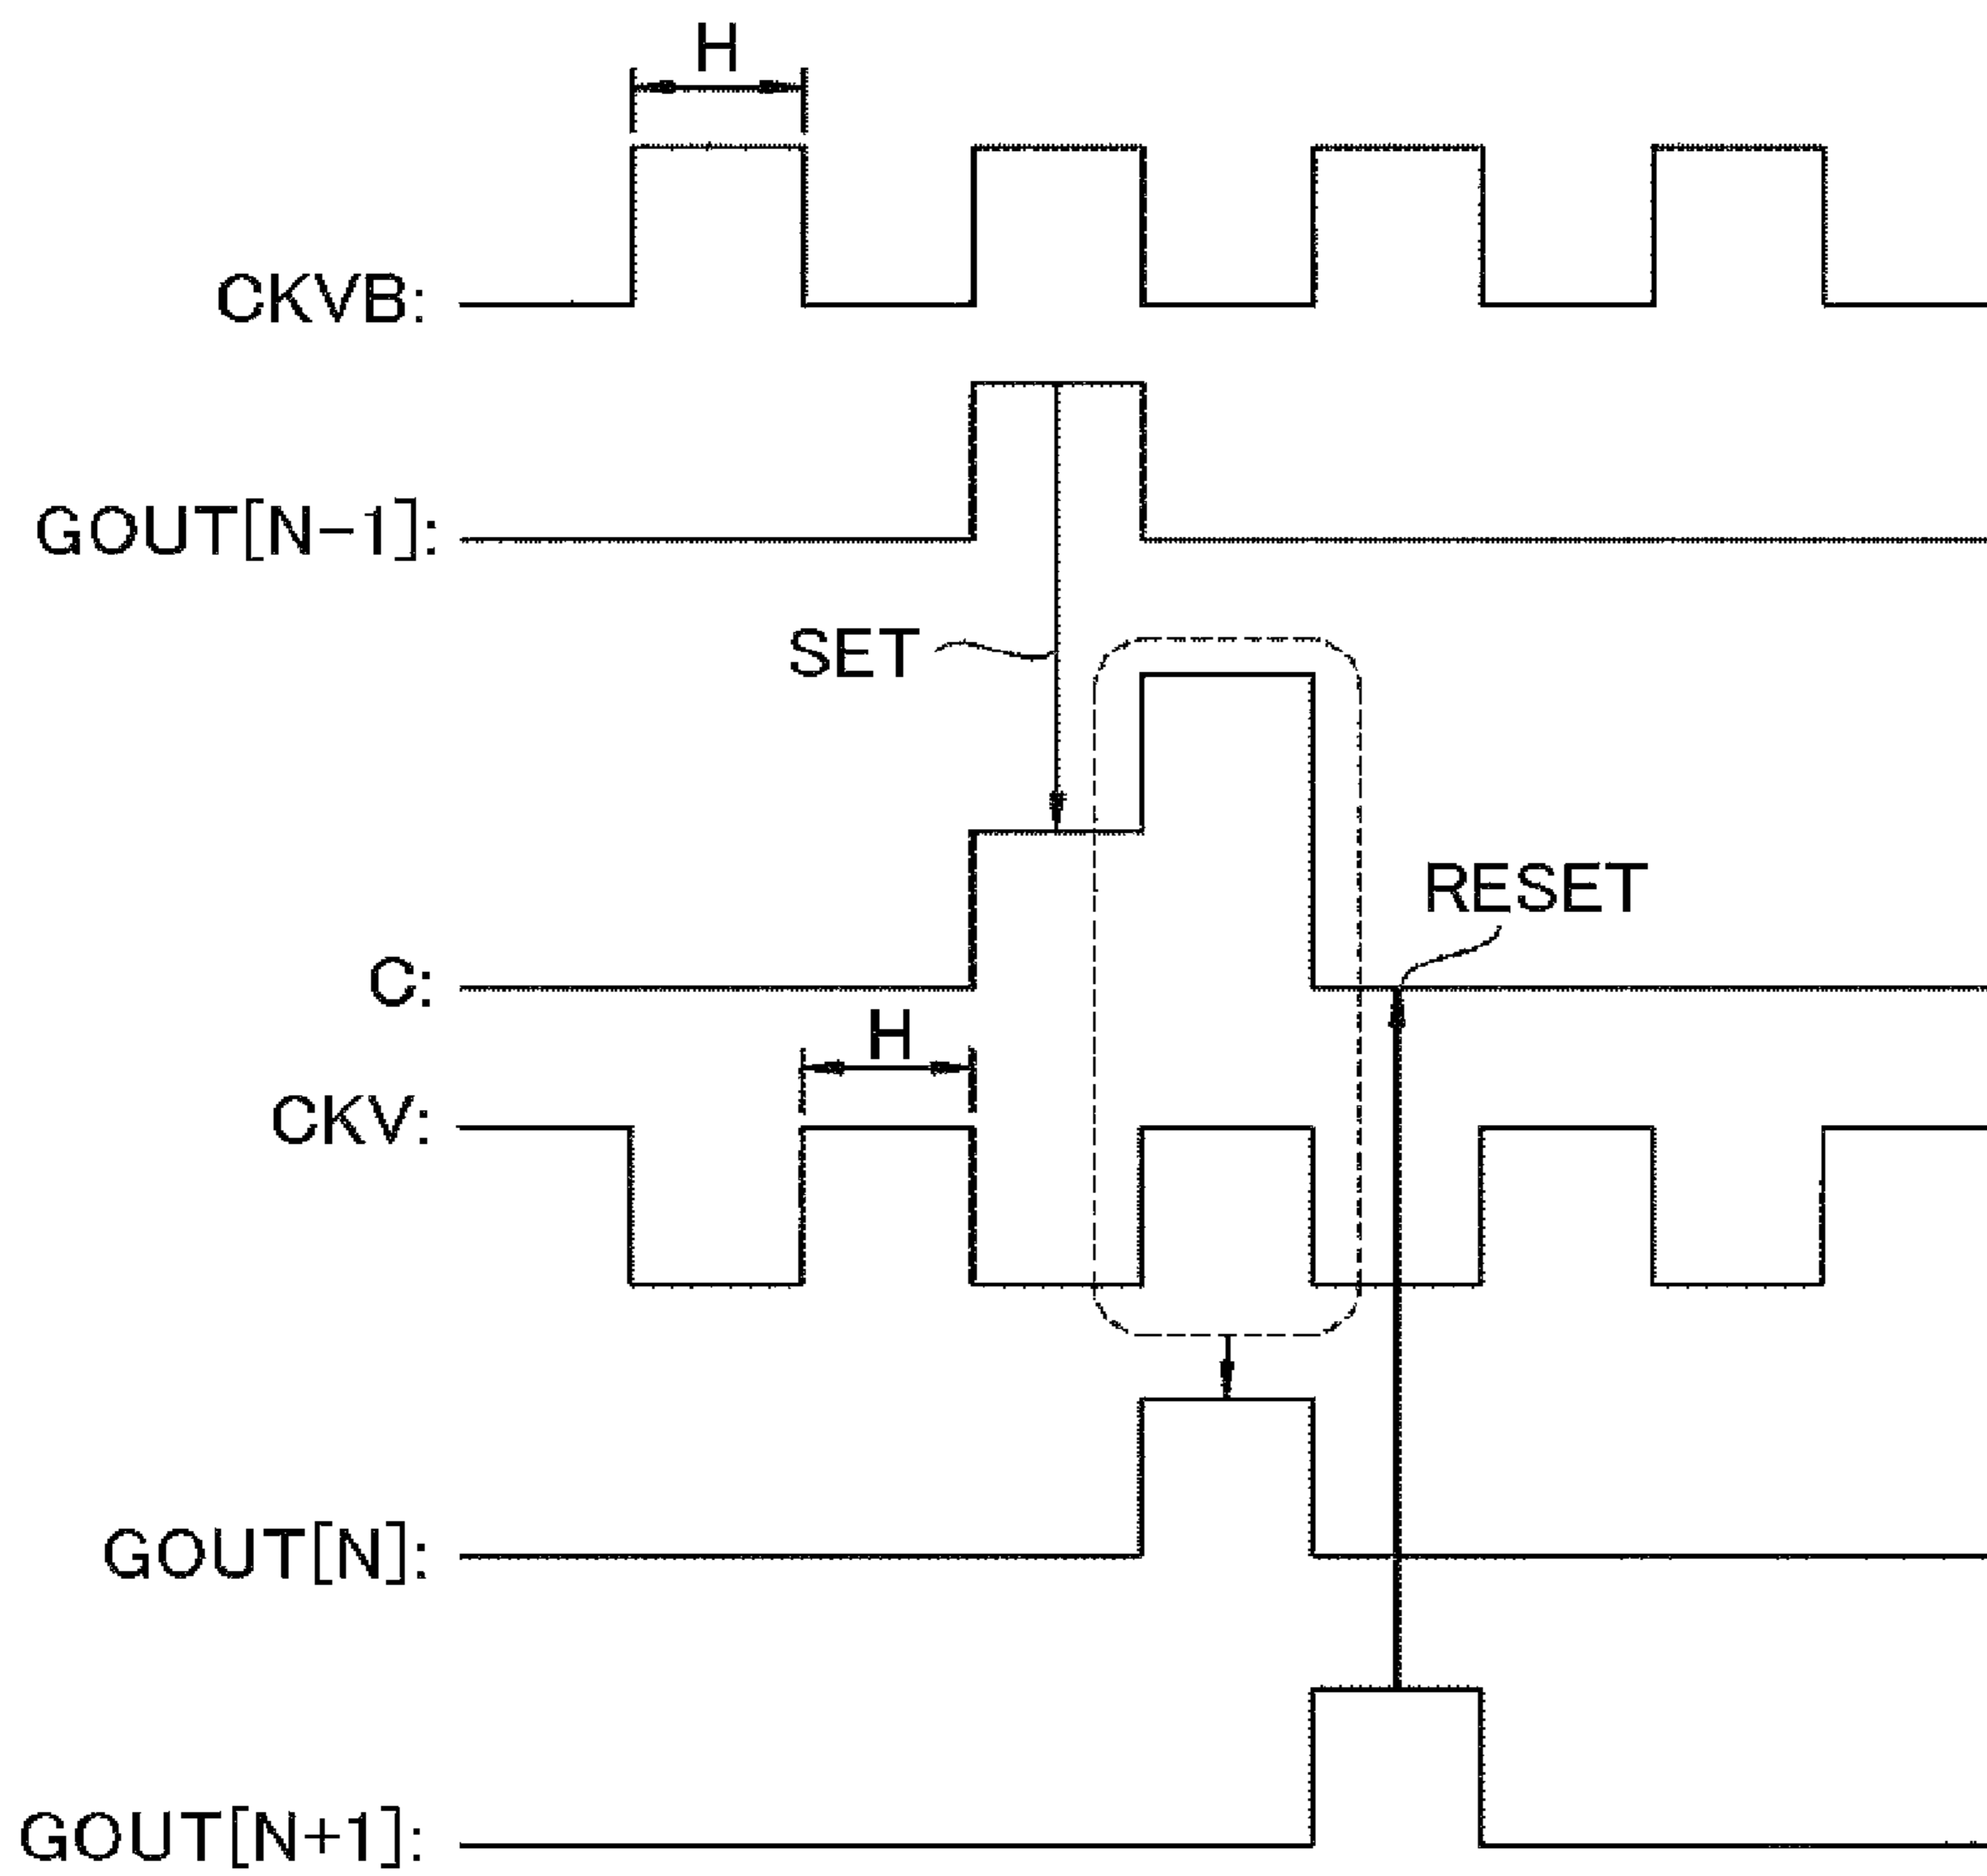 H
CKVB:
GOUT[N-1]:
SET
RESET
C:
H
CKV:
GOUT[N]:
GOUT[N+1]: